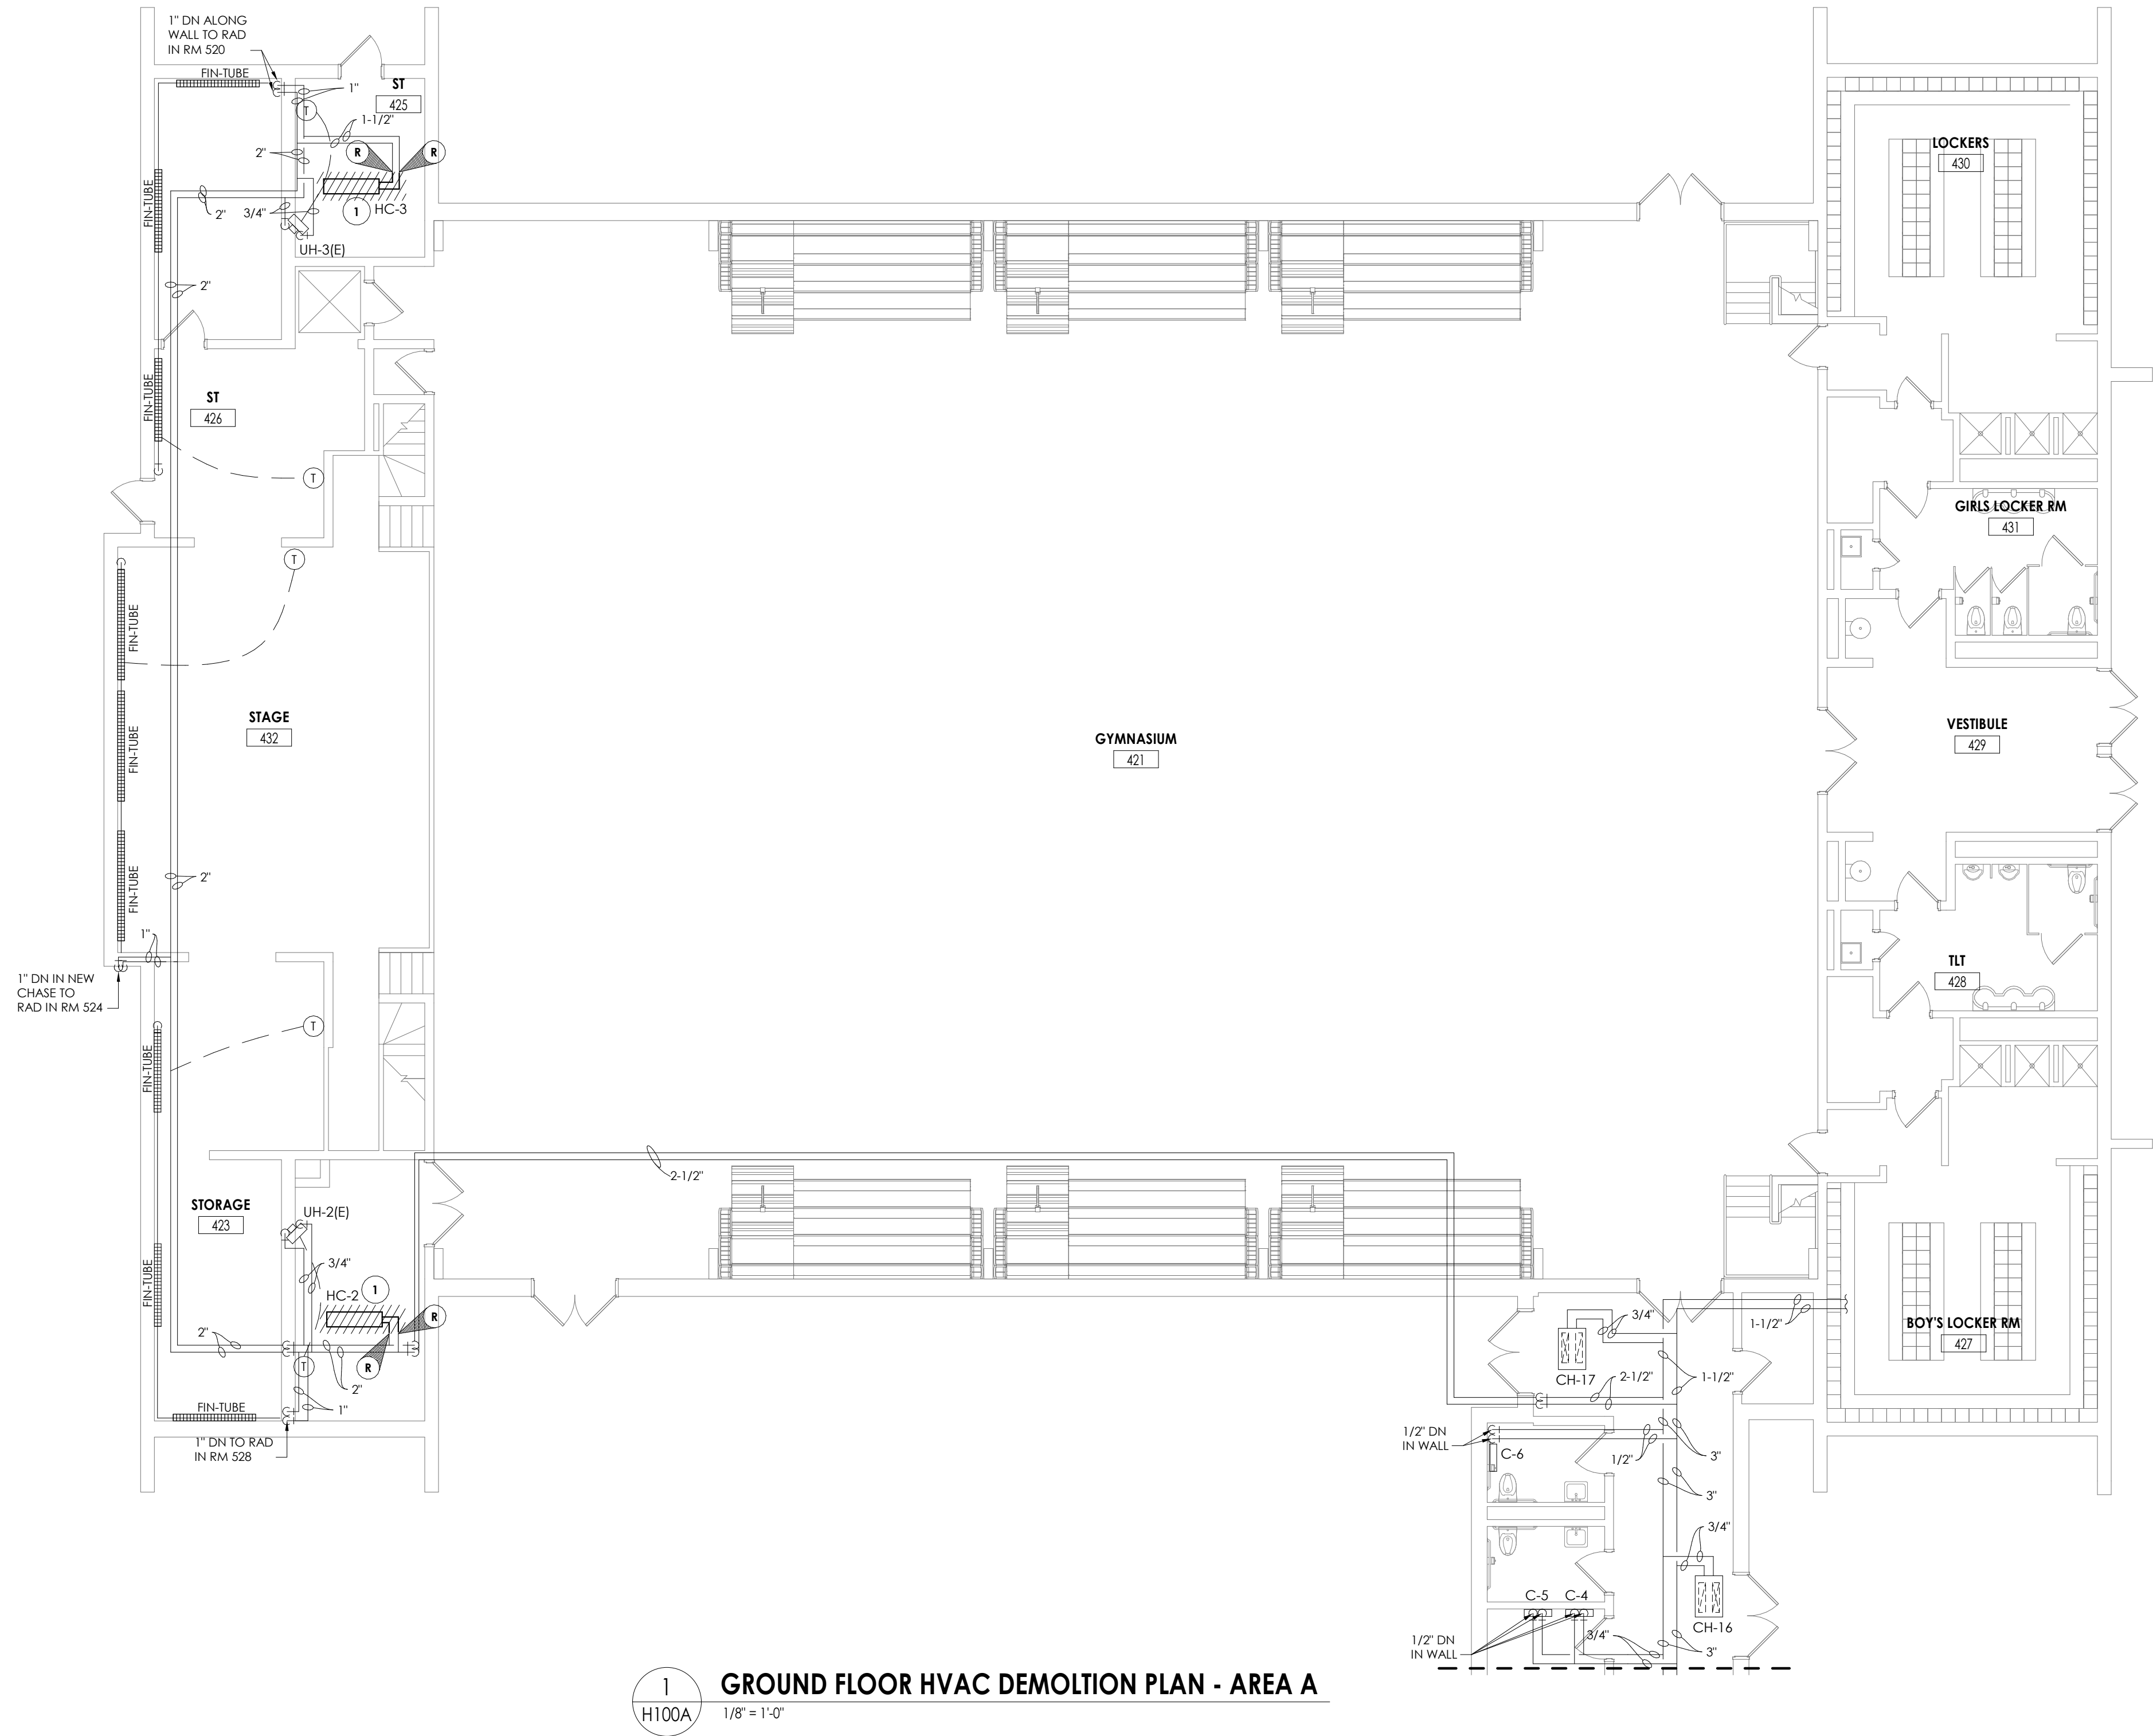 1" DN ALONG
WALL TO RAD
IN RM 520
FIN-TUBE
ST
425
1"
T
1-1/2"
R
R
2"
FIN-TUBE
2"
3/4"
1
HC-3
UH-3(E)
2"
FIN-TUBE
ST
426
T
T
FIN-TUBE
STAGE
432
FIN-TUBE
FIN-TUBE
2"
1"
1" DN IN NEW
CHASE TO
RAD IN RM 524
T
FIN-TUBE
STORAGE
423
UH-2(E)
3/4"
HC-2
1
R
FIN-TUBE
2"
T
R
2"
FIN-TUBE
1"
1" DN TO RAD
IN RM 528
2-1/2"
GYMNASIUM
421
LOCKERS
430
GIRLS LOCKER RM
431
VESTIBULE
429
TLT
428
BOY'S LOCKER RM
427
3/4"
1-1/2"
CH-17
2-1/2"
1-1/2"
1/2" DN
IN WALL
C-6
1/2"
3"
3"
3/4"
C-5
C-4
CH-16
1/2" DN
IN WALL
3/4"
3"
1
H100A
GROUND FLOOR HVAC DEMOLTION PLAN - AREA A
1/8" = 1'-0"